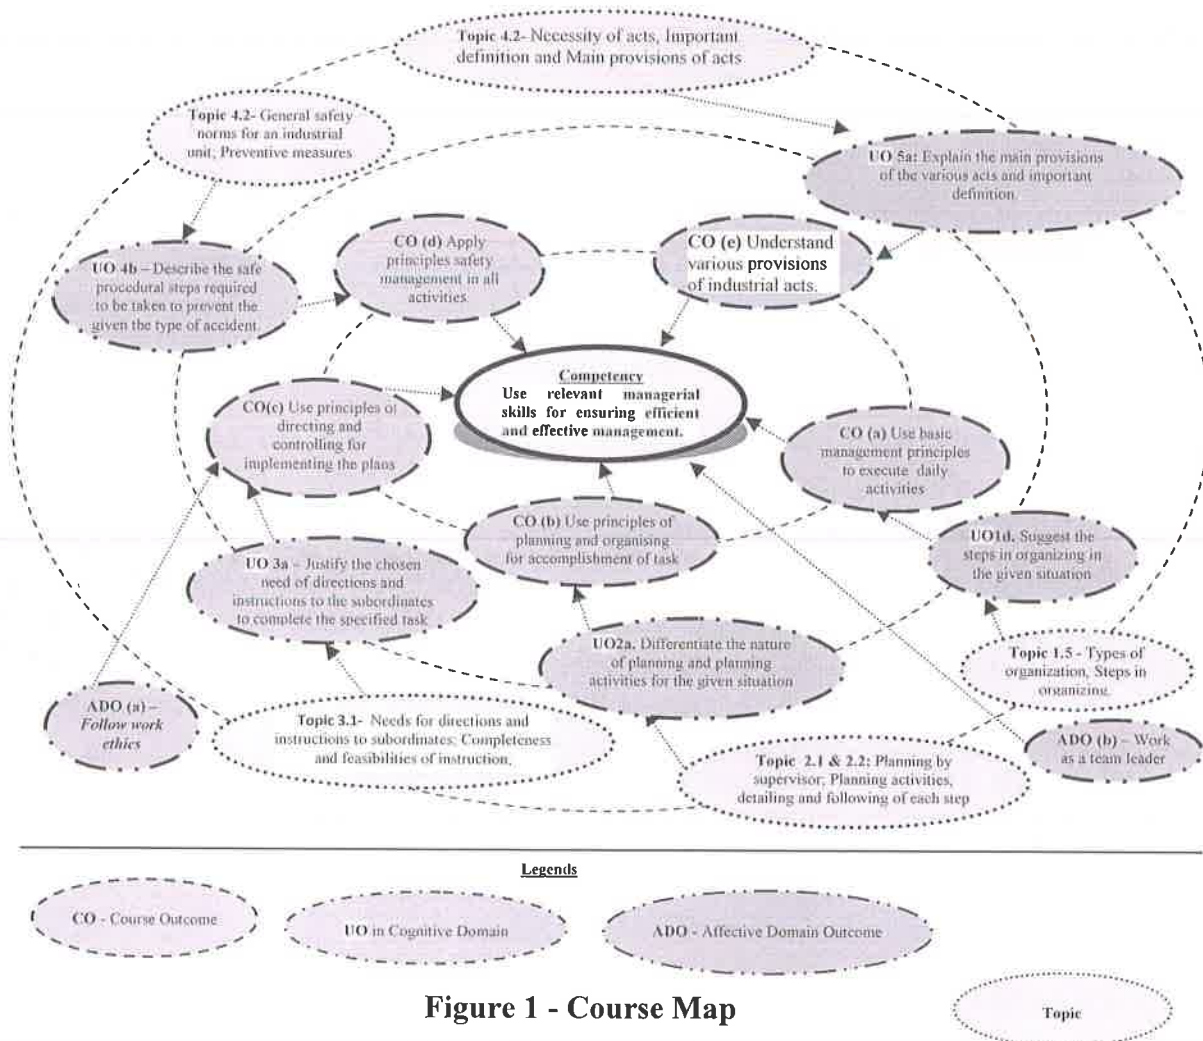 Topic 4.2- Necessity of acts, Important
definition and Main provisions of acts
Topic 4.2- General safety
norms for an industrial
unit; Preventive measures
UO 5a: Explain the main provisions
of the various acts and important
definition.
CO (d) Apply
principles safety
management in all
activities
CO (e) Understand
various provisions
of industrial acts.
UO 4b – Describe the safe
procedural steps required
to be taken to prevent the
given the type of accident.
Competency
Use relevant managerial
skills for ensuring efficient
and effective management.
CO(c) Use principles of
directing and
controlling for
implementing the plans
CO (a) Use basic
management principles
to execute daily
activities
CO (b) Use principles of
planning and organising
for accomplishment of task
UO1d. Suggest the
steps in organizing in
the given situation
UO 3a – Justify the chosen
need of directions and
instructions to the subordinates
to complete the specified task
UO2a. Differentiate the nature
of planning and planning
activities for the given situation
Topic 1.5 - Types of
organization, Steps in
organizing.
ADO (a) –
Follow work
ethics
Topic 3.1- Needs for directions and
instructions to subordinates; Completeness
and feasibilities of instruction.
ADO (b) – Work
as a team leader
Topic 2.1 & 2.2: Planning by
supervisor; Planning activities,
detailing and following of each step
Legends
CO - Course Outcome
UO in Cognitive Domain
ADO - Affective Domain Outcome
Figure 1 - Course Map
Topic